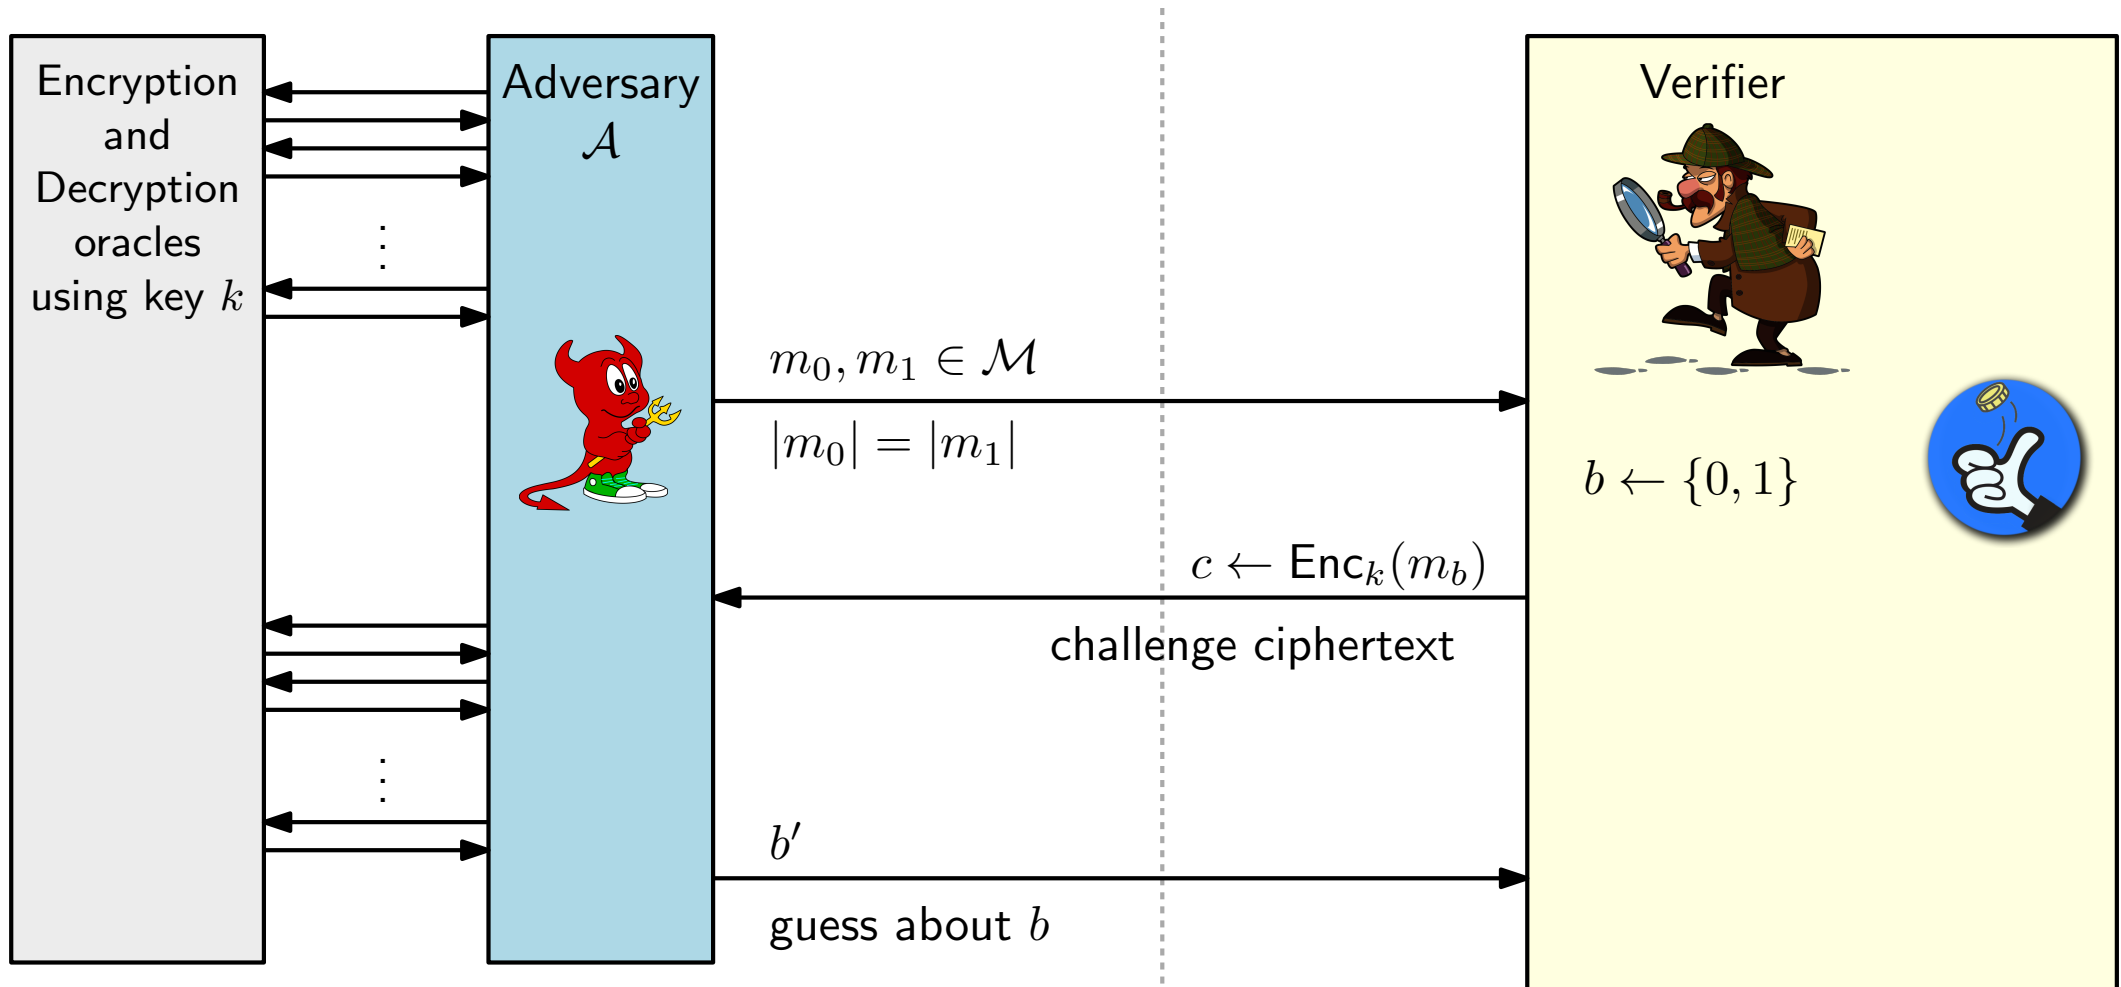 Encryption
and
Decryption
oracles
using key k
Adversary
𝒜
Verifier
m₀, m₁ ∈ ℳ
|m₀| = |m₁|
b ← {0, 1}
c ← Enc_k(m_b)
challenge ciphertext
b′
guess about b